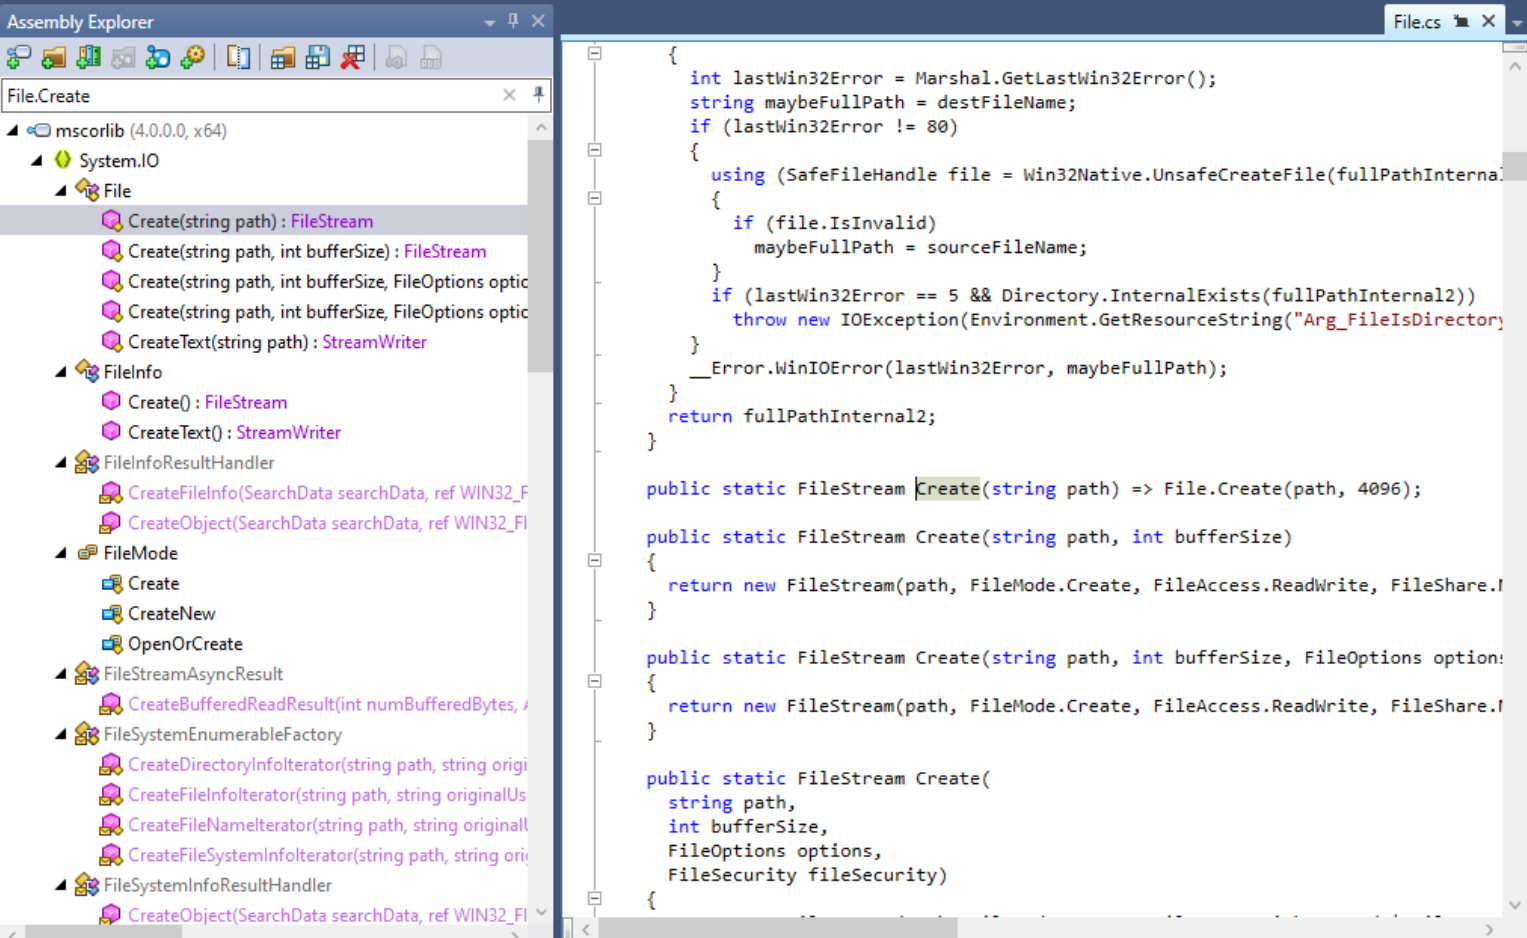 Assembly Explorer
File.Create
mscorlib (4.0.0.0, x64)
System.IO
File
Create(string path) : FileStream
Create(string path, int bufferSize) : FileStream
Create(string path, int bufferSize, FileOptions optic
Create(string path, int bufferSize, FileOptions optic
CreateText(string path) : StreamWriter
FileInfo
Create() : FileStream
CreateText() : StreamWriter
FileInfoResultHandler
CreateFileInfo(SearchData searchData, ref WIN32_F
CreateObject(SearchData searchData, ref WIN32_FI
FileMode
Create
CreateNew
OpenOrCreate
FileStreamAsyncResult
CreateBufferedReadResult(int numBufferedBytes, A
FileSystemEnumerableFactory
CreateDirectoryInfoIterator(string path, string origi
CreateFileInfoIterator(string path, string originalUs
CreateFileNameIterator(string path, string originalU
CreateFileSystemInfoIterator(string path, string ori
FileSystemInfoResultHandler
CreateObject(SearchData searchData, ref WIN32_FI
File.cs
{
int lastWin32Error = Marshal.GetLastWin32Error();
string maybeFullPath = destFileName;
if (lastWin32Error != 80)
{
using (SafeFileHandle file = Win32Native.UnsafeCreateFile(fullPathInternal
{
if (file.IsInvalid)
maybeFullPath = sourceFileName;
}
if (lastWin32Error == 5 && Directory.InternalExists(fullPathInternal2))
throw new IOException(Environment.GetResourceString("Arg_FileIsDirectory
}
__Error.WinIOError(lastWin32Error, maybeFullPath);
}
return fullPathInternal2;
}
public static FileStream Create(string path) => File.Create(path, 4096);
public static FileStream Create(string path, int bufferSize)
{
return new FileStream(path, FileMode.Create, FileAccess.ReadWrite, FileShare.N
}
public static FileStream Create(string path, int bufferSize, FileOptions options
{
return new FileStream(path, FileMode.Create, FileAccess.ReadWrite, FileShare.N
}
public static FileStream Create(
string path,
int bufferSize,
FileOptions options,
FileSecurity fileSecurity)
{